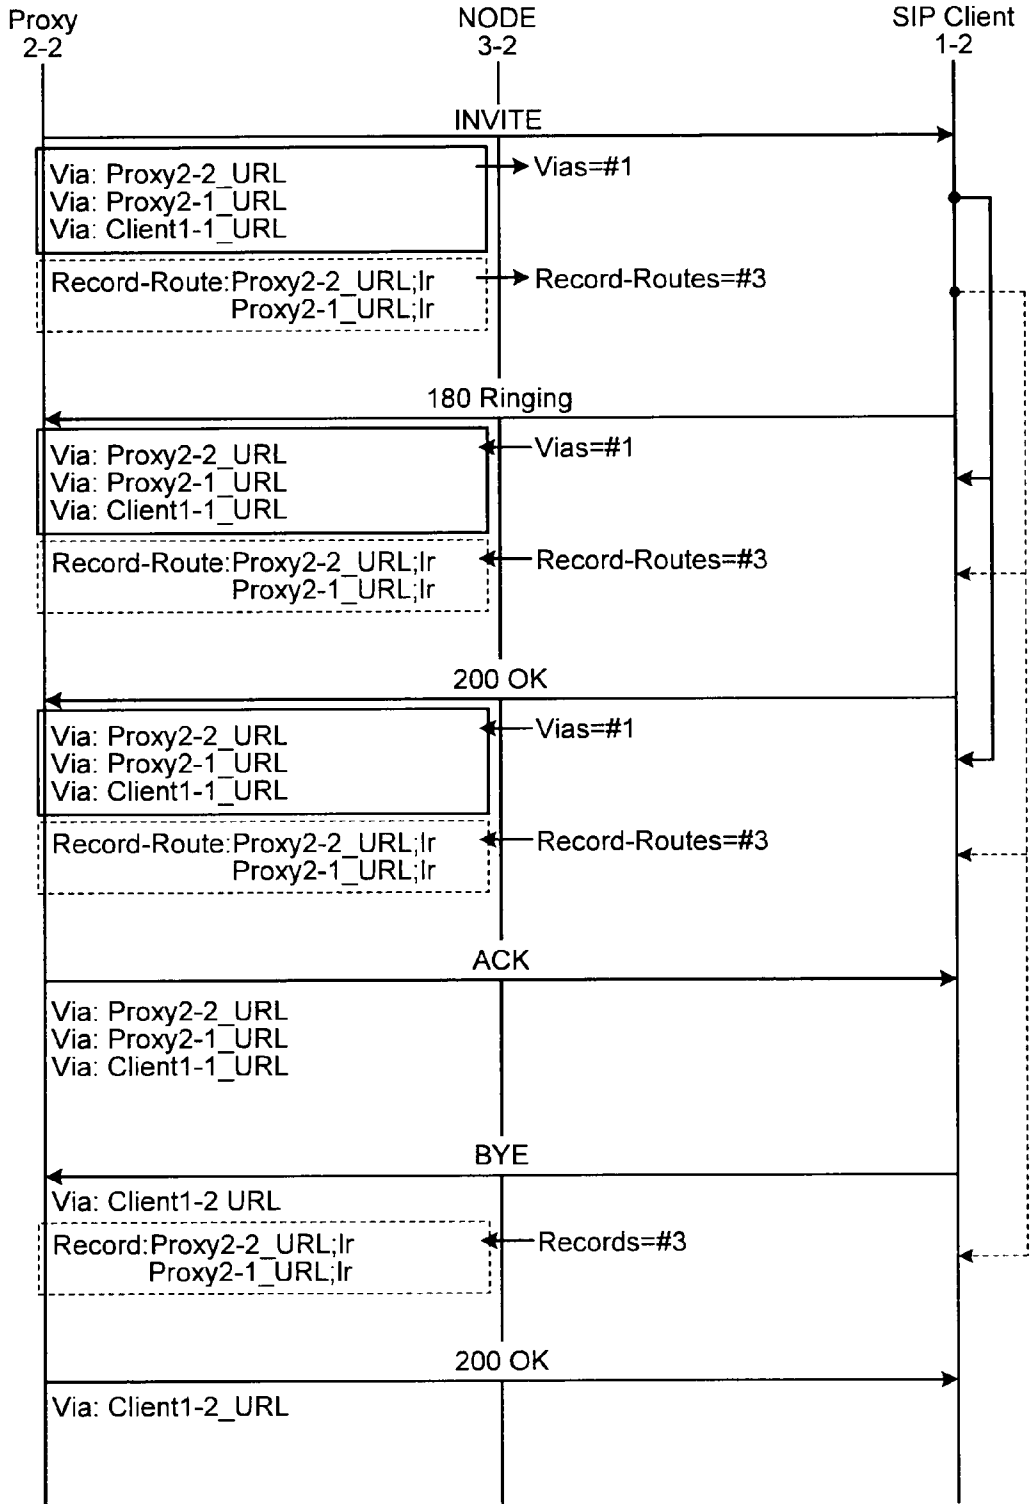 Proxy
2-2
NODE
3-2
SIP Client
1-2
INVITE
Via: Proxy2-2_URL
Via: Proxy2-1_URL
Via: Client1-1_URL
Vias=#1
Record-Route:Proxy2-2_URL;lr
Proxy2-1_URL;lr
Record-Routes=#3
180 Ringing
Via: Proxy2-2_URL
Via: Proxy2-1_URL
Via: Client1-1_URL
Vias=#1
Record-Route:Proxy2-2_URL;lr
Proxy2-1_URL;lr
Record-Routes=#3
200 OK
Via: Proxy2-2_URL
Via: Proxy2-1_URL
Via: Client1-1_URL
Vias=#1
Record-Route:Proxy2-2_URL;lr
Proxy2-1_URL;lr
Record-Routes=#3
ACK
Via: Proxy2-2_URL
Via: Proxy2-1_URL
Via: Client1-1_URL
BYE
Via: Client1-2 URL
Record:Proxy2-2_URL;lr
Proxy2-1_URL;lr
Records=#3
200 OK
Via: Client1-2_URL